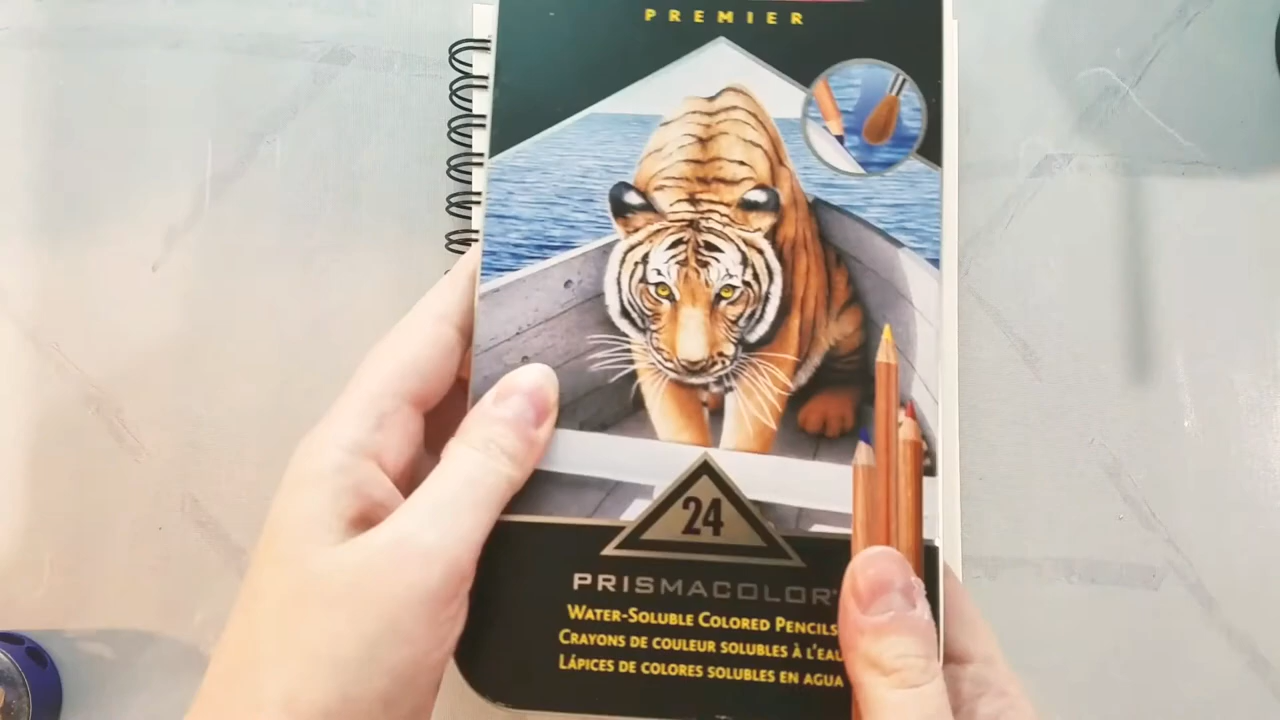 PREMIER
24
PRISMACOLOR
WATER-SOLUBLE COLORED PENCILS
CRAYONS DE COULEUR SOLUBLES À L'EAU
LÁPICES DE COLORES SOLUBLES EN AGUA